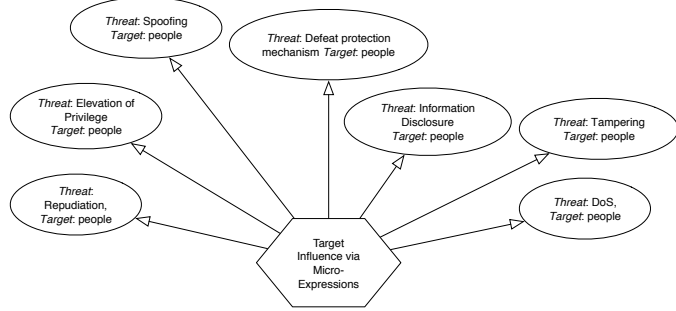 Threat: Spoofing
Target: people
Threat: Defeat protection
mechanism Target: people
Threat: Elevation of
Privilege
Target: people
Threat: Information
Disclosure
Target: people
Threat: Tampering
Target: people
Threat:
Repudiation,
Target: people
Threat: DoS,
Target: people
Target
Influence via
Micro-
Expressions